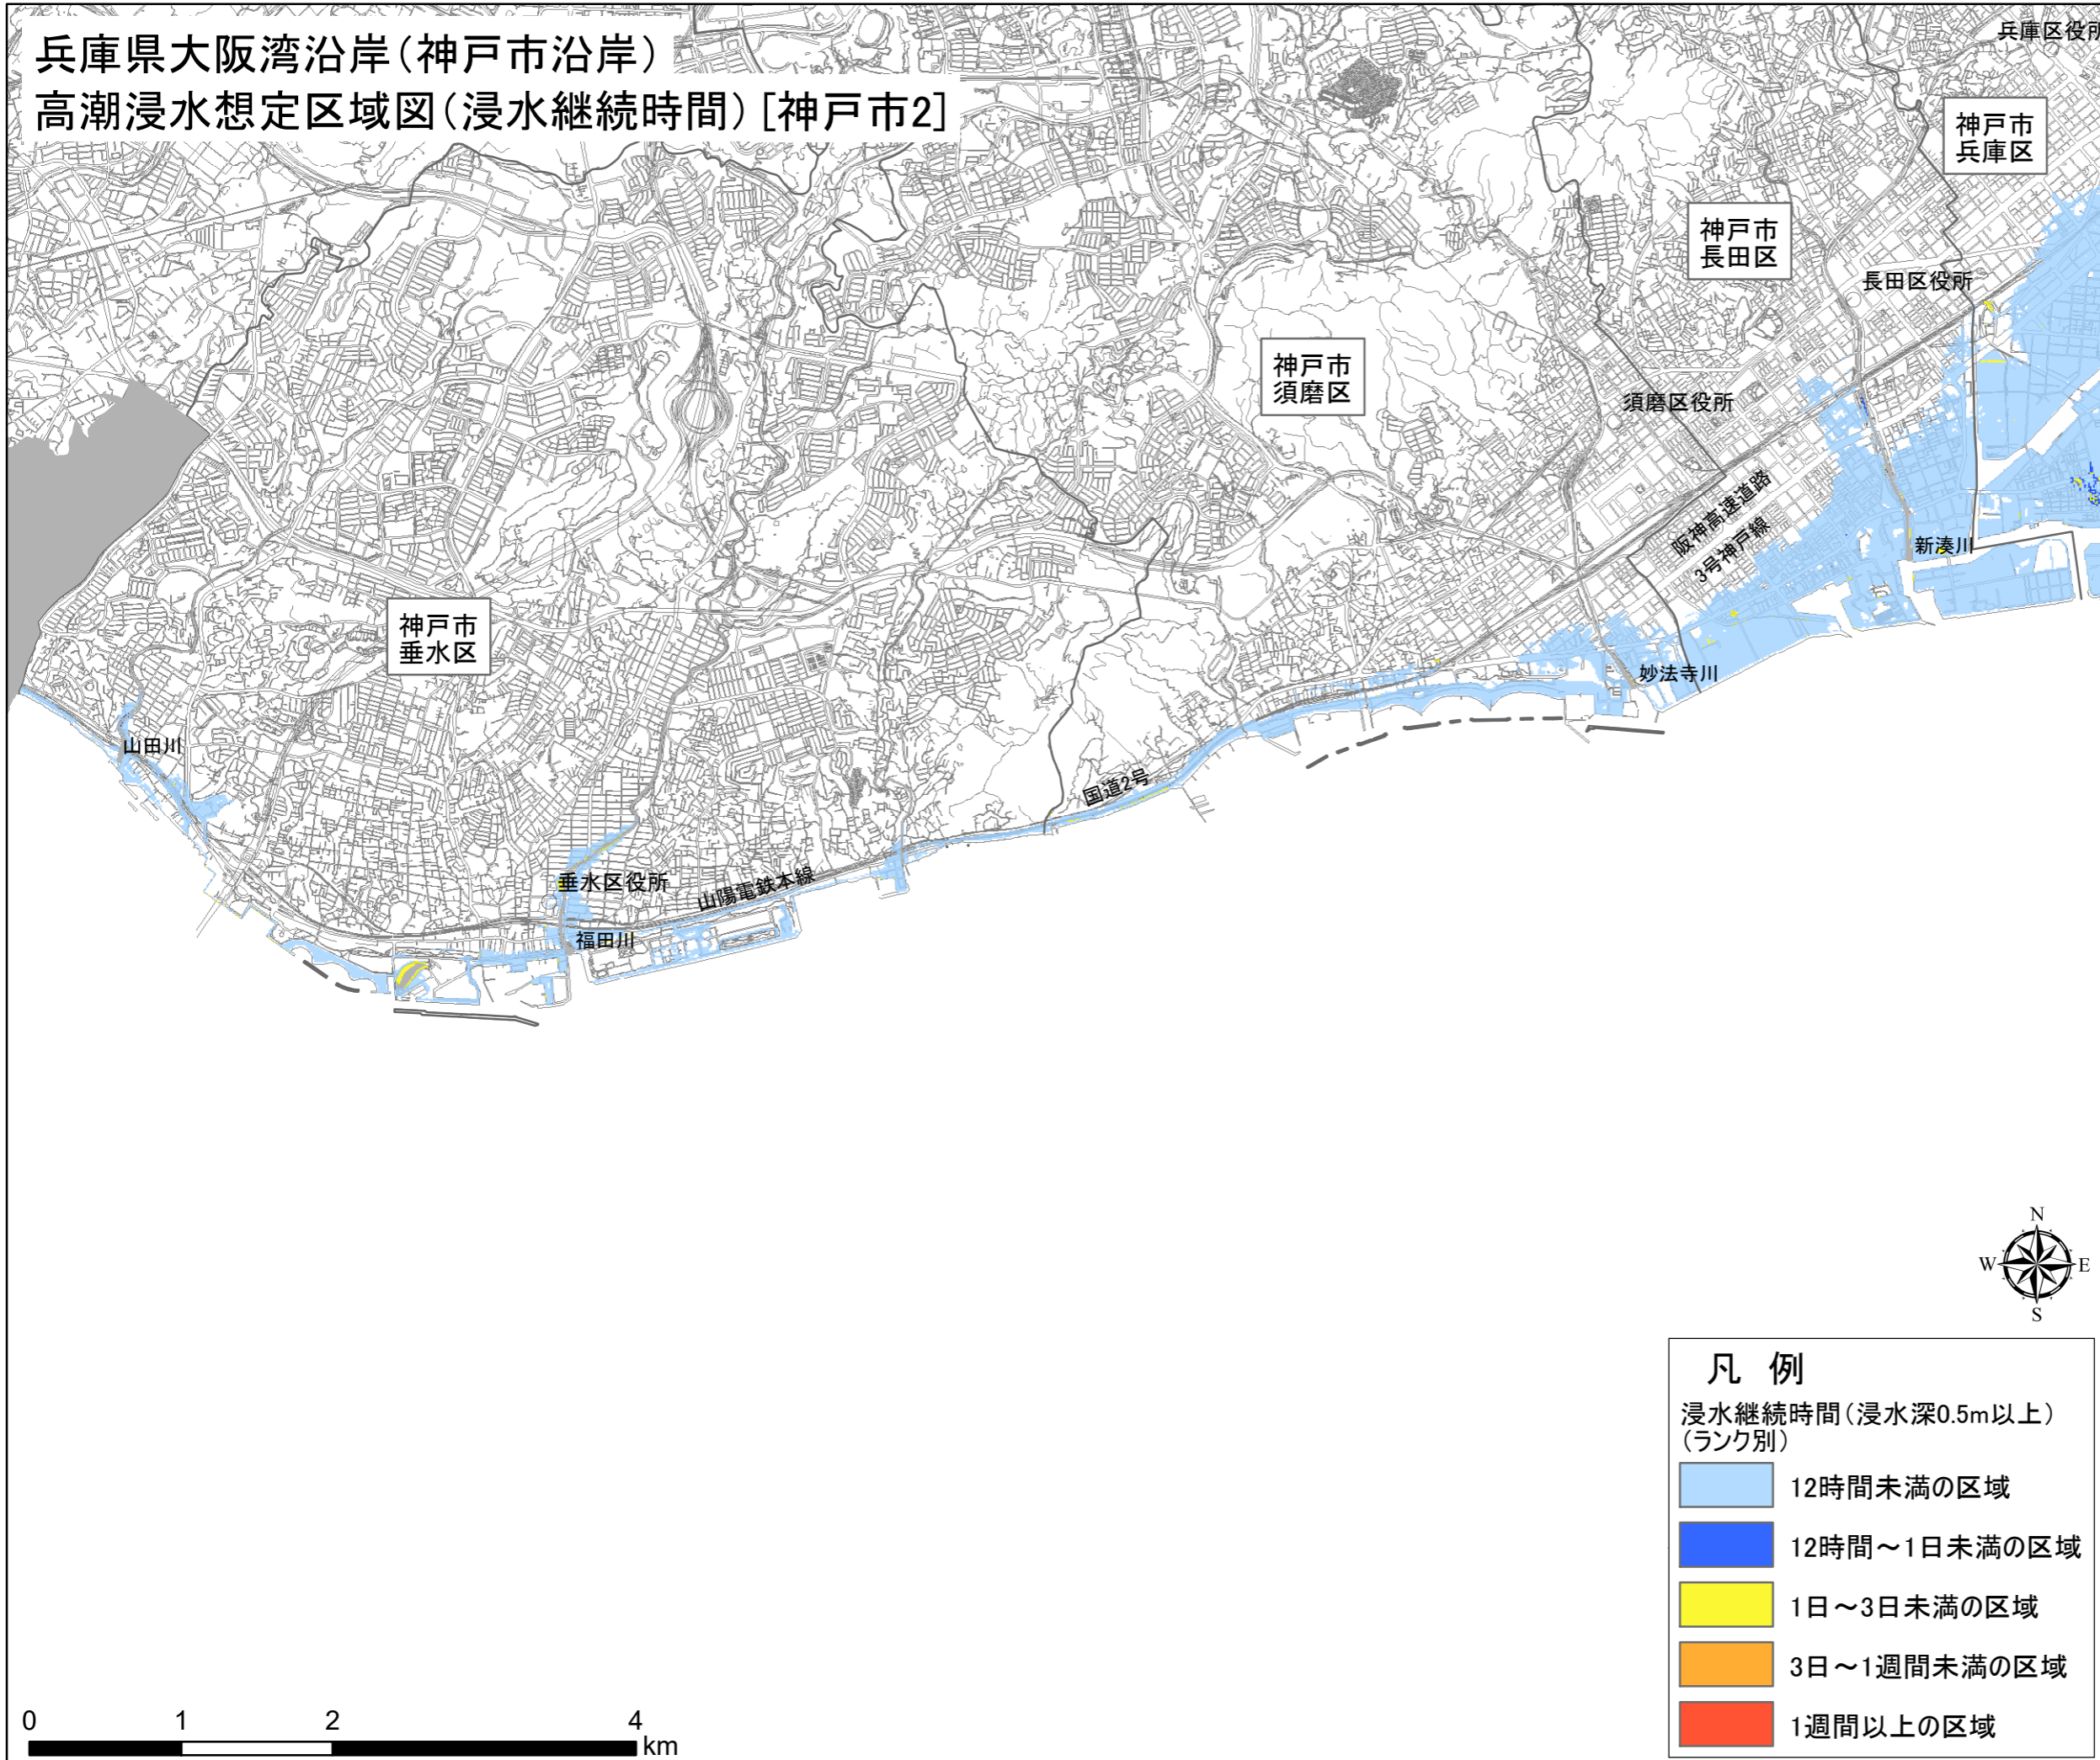 兵庫県大阪湾沿岸（神戸市沿岸）
高潮浸水想定区域図（浸水継続時間）[神戸市2]
兵庫区役所
神戸市
兵庫区
神戸市
長田区
長田区役所
神戸市
須磨区
須磨区役所
阪神高速道路
3号神戸線
新湊川
神戸市
垂水区
妙法寺川
山田川
国道2号
垂水区役所
山陽電鉄本線
福田川
N
W
E
S
凡 例
浸水継続時間（浸水深0.5m以上）
（ランク別）
12時間未満の区域
12時間～1日未満の区域
1日～3日未満の区域
3日～1週間未満の区域
1週間以上の区域
0 1 2 4
km